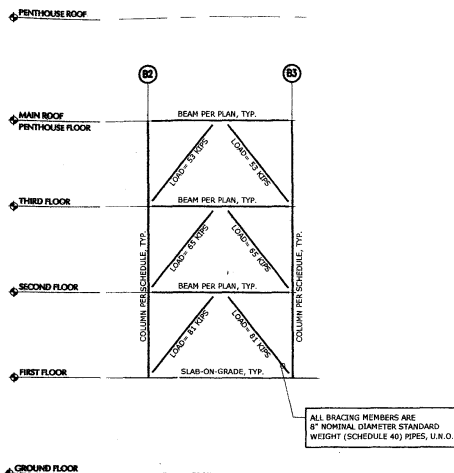 PENTHOUSE ROOF
B2
B3
MAIN ROOF
PENTHOUSE FLOOR
BEAM PER PLAN, TYP.
LOAD= 53 KIPS
LOAD= 53 KIPS
THIRD FLOOR
BEAM PER PLAN, TYP.
COLUMN PER SCHEDULE, TYP.
LOAD= 65 KIPS
LOAD= 65 KIPS
COLUMN PER SCHEDULE, TYP.
SECOND FLOOR
BEAM PER PLAN, TYP.
LOAD= 81 KIPS
LOAD= 81 KIPS
FIRST FLOOR
SLAB-ON-GRADE, TYP.
ALL BRACING MEMBERS ARE
8" NOMINAL DIAMETER STANDARD
WEIGHT (SCHEDULE 40) PIPES, U.N.O.
GROUND FLOOR